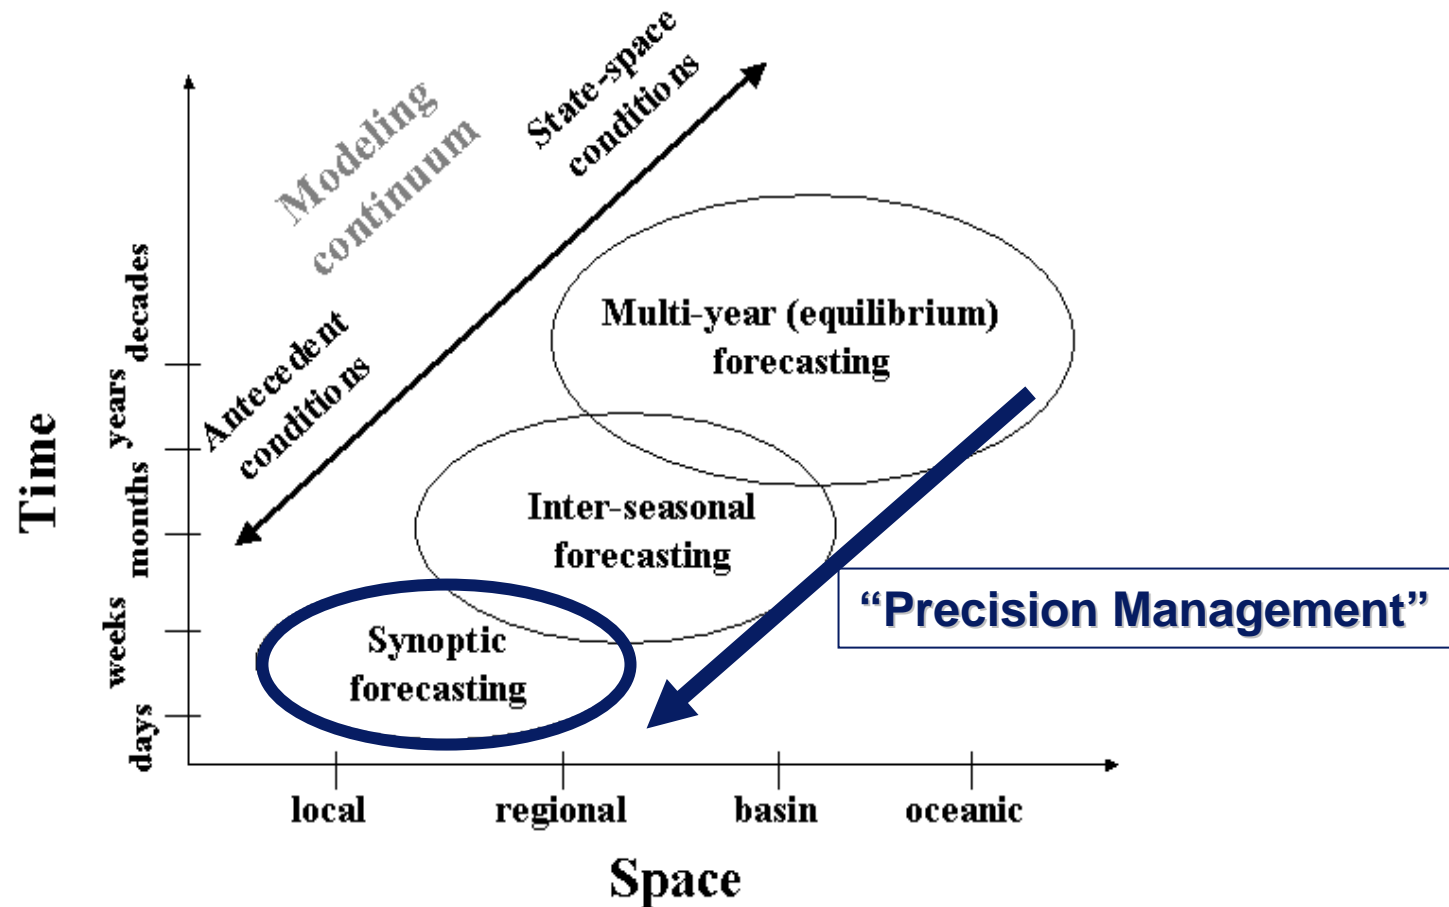 Modeling
continuum
State-space
conditions
Antecedent
conditions
Time
decades
years
months
weeks
days
Multi-year (equilibrium)
forecasting
Inter-seasonal
forecasting
Synoptic
forecasting
“Precision Management”
local
regional
basin
oceanic
Space